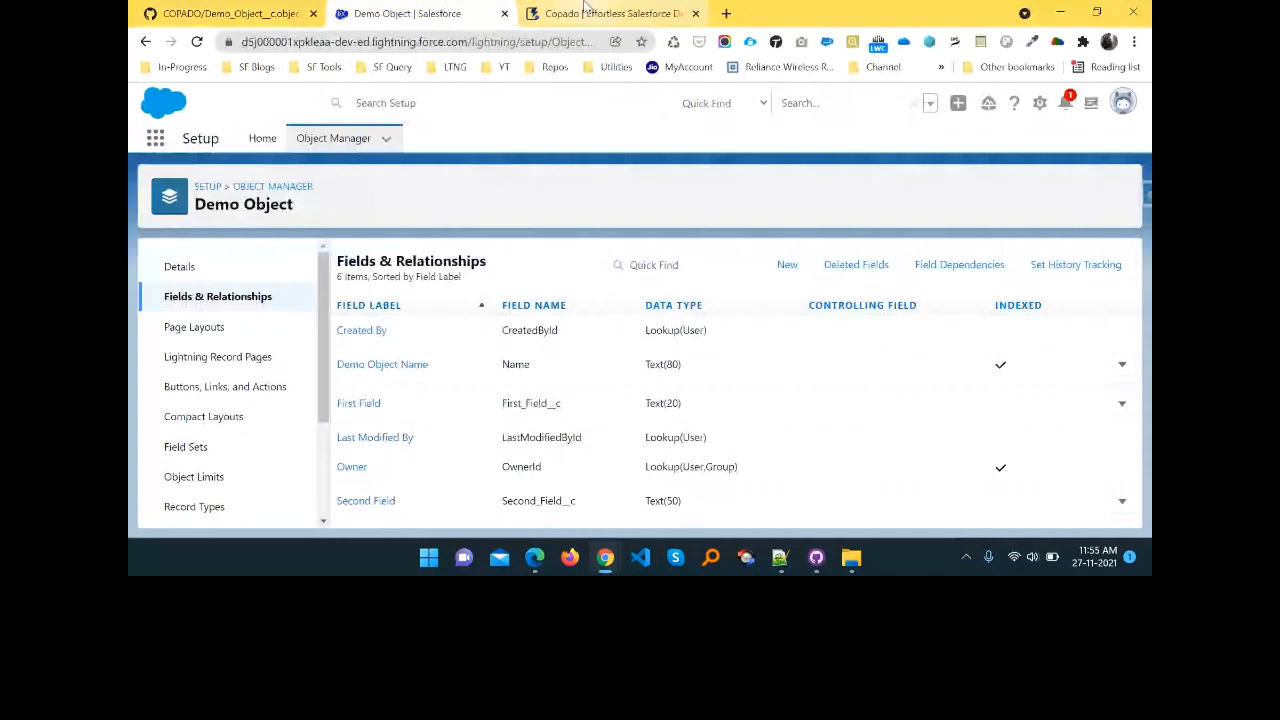 COPADO/Demo_Object__c.objec
Demo Object | Salesforce
Copado | Effortless Salesforce De
d5j000001xpkleaa-dev-ed.lightning.force.com/lightning/setup/Object...
In-Progress
SF Blogs
SF Tools
SF Query
LTNG
YT
Repos
Utilities
Jio
MyAccount
Reliance Wireless R...
Channel
»
Other bookmarks
Reading list
LWC
Search Setup
Quick Find
Search...
1
Setup
Home
Object Manager
SETUP > OBJECT MANAGER
Demo Object
Details
Fields & Relationships
Page Layouts
Lightning Record Pages
Buttons, Links, and Actions
Compact Layouts
Field Sets
Object Limits
Record Types
Fields & Relationships
6 Items, Sorted by Field Label
Quick Find
New
Deleted Fields
Field Dependencies
Set History Tracking
FIELD LABEL FIELD NAME DATA TYPE CONTROLLING FIELD INDEXED
Created By CreatedById Lookup(User)
Demo Object Name Name Text(80)
First Field First_Field__c Text(20)
Last Modified By LastModifiedById Lookup(User)
Owner OwnerId Lookup(User,Group)
Second Field Second_Field__c Text(50)
11:55 AM
27-11-2021
1